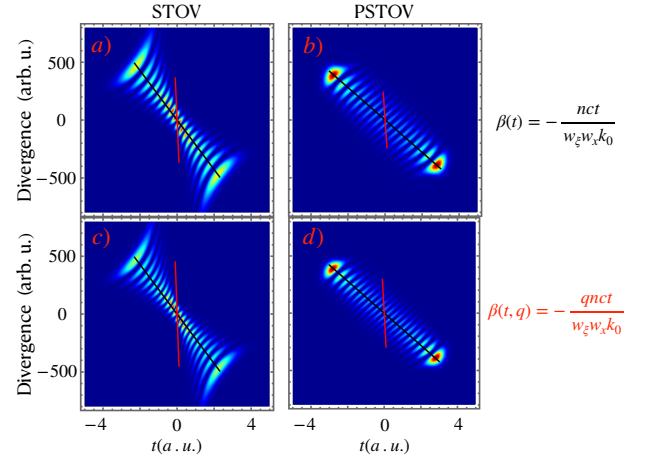 STOV PSTOV
a) b)
Divergence (arb. u.)
500
0
−500
β(t) = − nct / w_ξ w_x k_0
c) d)
Divergence (arb. u.)
500
0
−500
β(t, q) = − qnct / w_ξ w_x k_0
−4 0 4 −4 0 4
t(a . u.) t(a . u.)